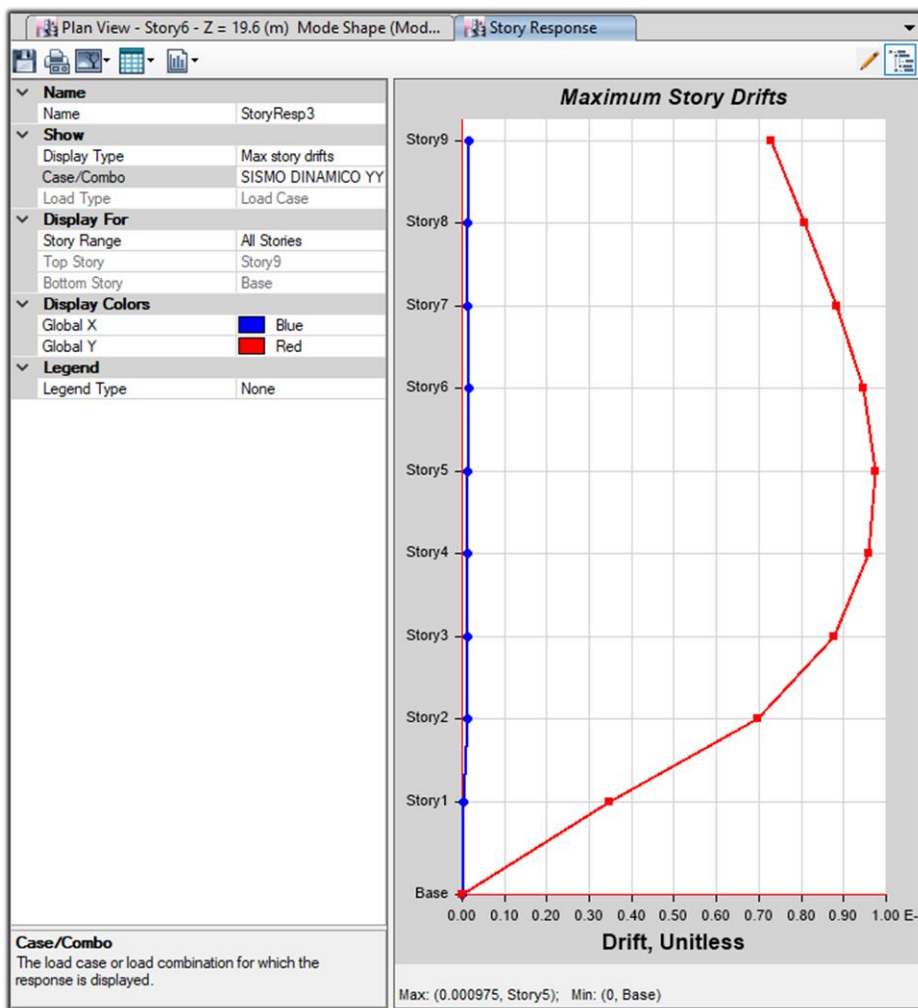 Plan View - Story6 - Z = 19.6 (m) Mode Shape (Mod...
Story Response
Name
Name StoryResp3
Show
Display Type Max story drifts
Case/Combo SISMO DINAMICO YY
Load Type Load Case
Display For
Story Range All Stories
Top Story Story9
Bottom Story Base
Display Colors
Global X Blue
Global Y Red
Legend
Legend Type None
Case/Combo
The load case or load combination for which the
response is displayed.
Maximum Story Drifts
Story9
Story8
Story7
Story6
Story5
Story4
Story3
Story2
Story1
Base
0.00 0.10 0.20 0.30 0.40 0.50 0.60 0.70 0.80 0.90 1.00 E-
Drift, Unitless
Max: (0.000975, Story5); Min: (0, Base)